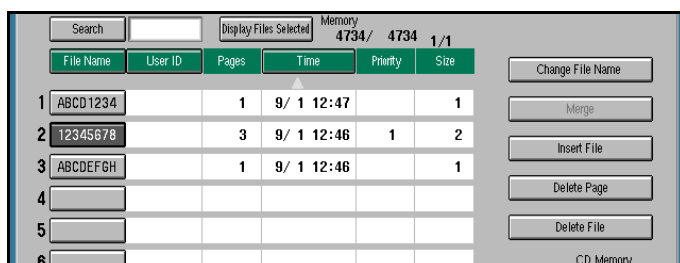 Search Display Files Selected Memory 4734/ 4734 1/1
File Name User ID Pages Time Priority Size Change File Name
1 ABCD1234 1 9/ 1 12:47 1 Merge
2 12345678 3 9/ 1 12:46 1 2 Insert File
3 ABCDEFGH 1 9/ 1 12:46 1 Delete Page
4
5 Delete File
6 CD Memory